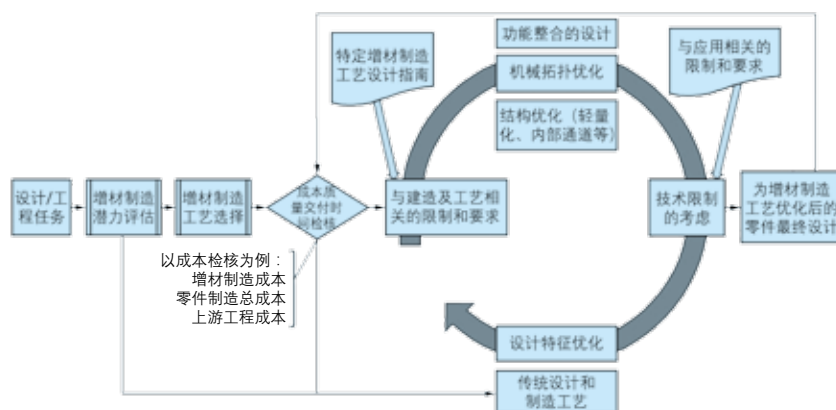 功能整合的设计
特定增材制造
工艺设计指南
机械拓扑优化
与应用相关的
限制和要求
结构优化（轻量
化、内部通道等）
设计/工
程任务
增材制造
潜力评估
增材制造
工艺选择
成本质
量交付时
间检核
与建造及工艺相
关的限制和要求
技术限制
的考虑
为增材制造
工艺优化后的
零件最终设计
以成本检核为例：
增材制造成本
零件制造总成本
上游工程成本
设计特征优化
传统设计和
制造工艺